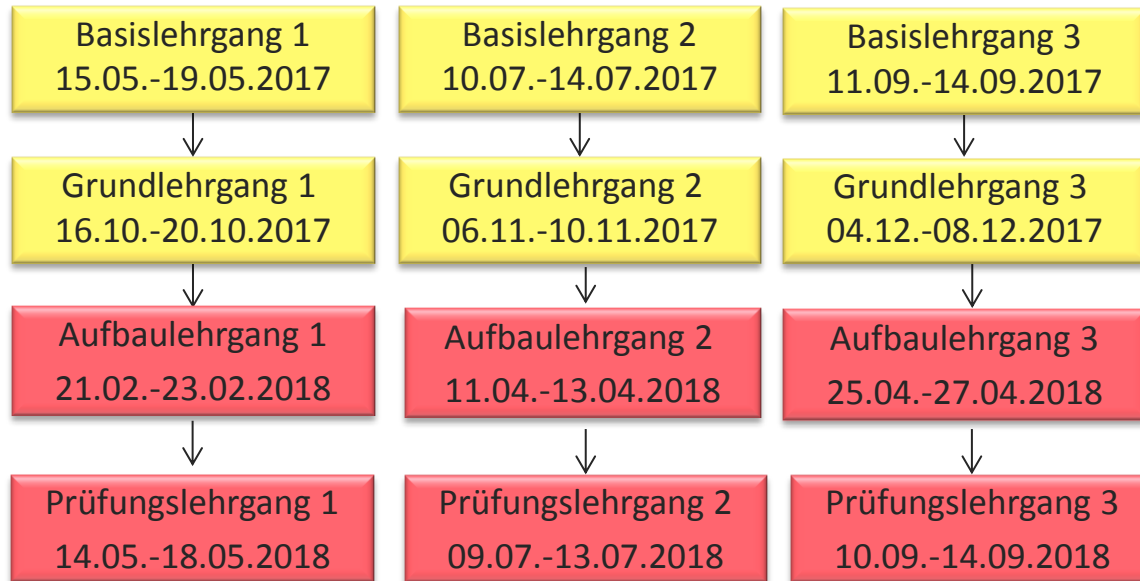 Basislehrgang 1
15.05.-19.05.2017
Basislehrgang 2
10.07.-14.07.2017
Basislehrgang 3
11.09.-14.09.2017
Grundlehrgang 1
16.10.-20.10.2017
Grundlehrgang 2
06.11.-10.11.2017
Grundlehrgang 3
04.12.-08.12.2017
Aufbaulehrgang 1
21.02.-23.02.2018
Aufbaulehrgang 2
11.04.-13.04.2018
Aufbaulehrgang 3
25.04.-27.04.2018
Prüfungslehrgang 1
14.05.-18.05.2018
Prüfungslehrgang 2
09.07.-13.07.2018
Prüfungslehrgang 3
10.09.-14.09.2018